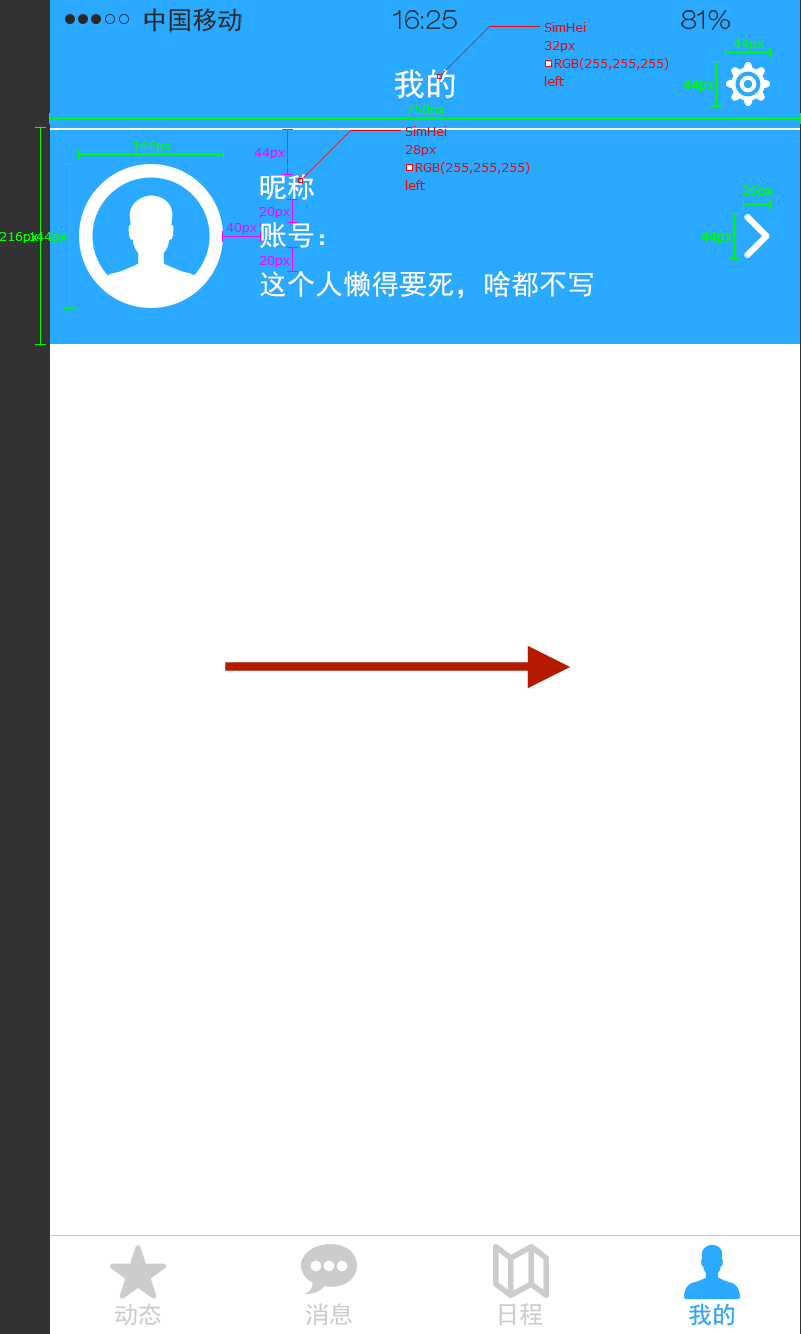 中国移动
16:25
81%
SimHei
32px
RGB(255,255,255)
left
44px
44px
我的
750px
SimHei
28px
RGB(255,255,255)
left
144px
44px
昵称
20px
26px
216px
144px
40px
账号：
44px
20px
这个人懒得要死，啥都不写
动态
消息
日程
我的